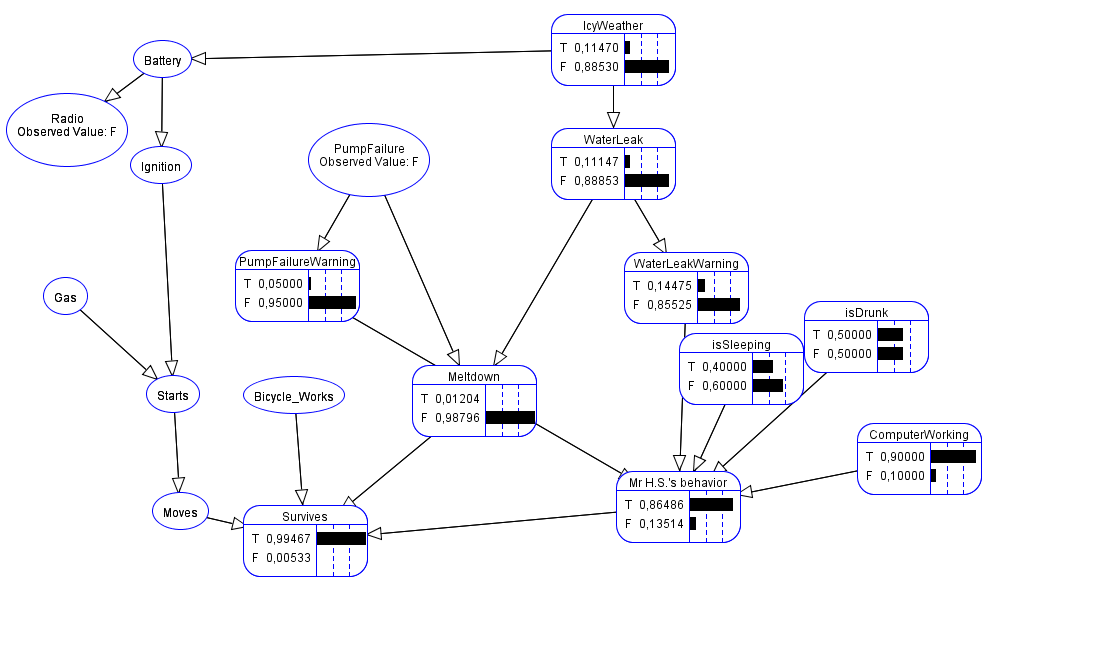 IcyWeather
T 0,11470
F 0,88530
Battery
Radio
Observed Value: F
PumpFailure
Observed Value: F
WaterLeak
T 0,11147
F 0,88853
Ignition
PumpFailureWarning
T 0,05000
F 0,95000
WaterLeakWarning
T 0,14475
F 0,85525
Gas
isDrunk
T 0,50000
F 0,50000
isSleeping
T 0,40000
F 0,60000
Starts
Bicycle_Works
Meltdown
T 0,01204
F 0,98796
ComputerWorking
T 0,90000
F 0,10000
Mr H.S.'s behavior
T 0,86486
F 0,13514
Moves
Survives
T 0,99467
F 0,00533